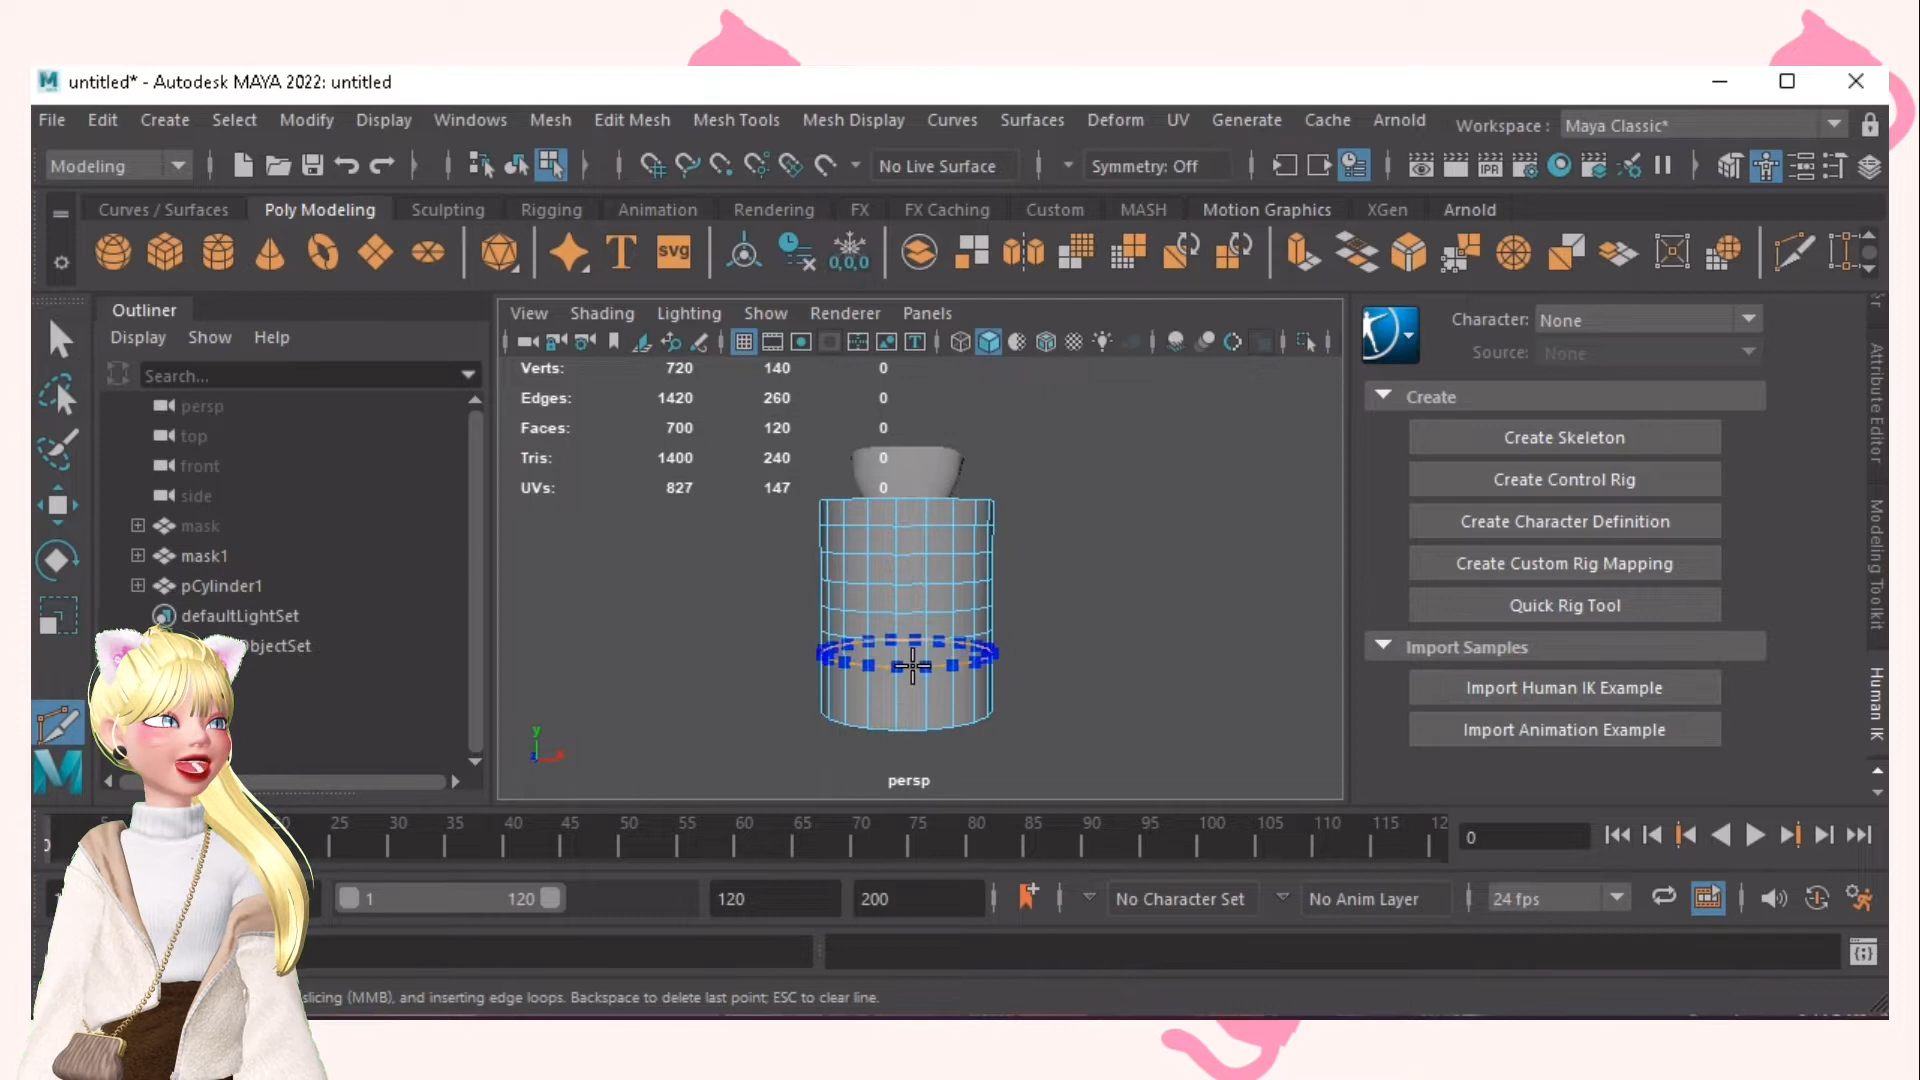 untitled* - Autodesk MAYA 2022: untitled
File Edit Create Select Modify Display Windows Mesh Edit Mesh Mesh Tools Mesh Display Curves Surfaces Deform UV Generate Cache Arnold Workspace : Maya Classic*
Modeling No Live Surface Symmetry: Off IPR
Curves / Surfaces Poly Modeling Sculpting Rigging Animation Rendering FX FX Caching Custom MASH Motion Graphics XGen Arnold
T svg 0,0,0
Outliner
Display Show Help
Search...
persp
top
front
side
mask
mask1
pCylinder1
defaultLightSet
bjectSet
View Shading Lighting Show Renderer Panels
Verts: 720 140 0
Edges: 1420 260 0
Faces: 700 120 0
Tris: 1400 240 0
UVs: 827 147 0
y
persp
Character: None
Source: None
Create
Create Skeleton
Create Control Rig
Create Character Definition
Create Custom Rig Mapping
Quick Rig Tool
Import Samples
Import Human IK Example
Import Animation Example
Attribute Editor
Modeling Toolkit
Human IK
20 25 30 35 40 45 50 55 60 65 70 75 80 85 90 95 100 105 110 115 12
0
1 120 120 200 No Character Set No Anim Layer 24 fps
slicing (MMB), and inserting edge loops. Backspace to delete last point; ESC to clear line.